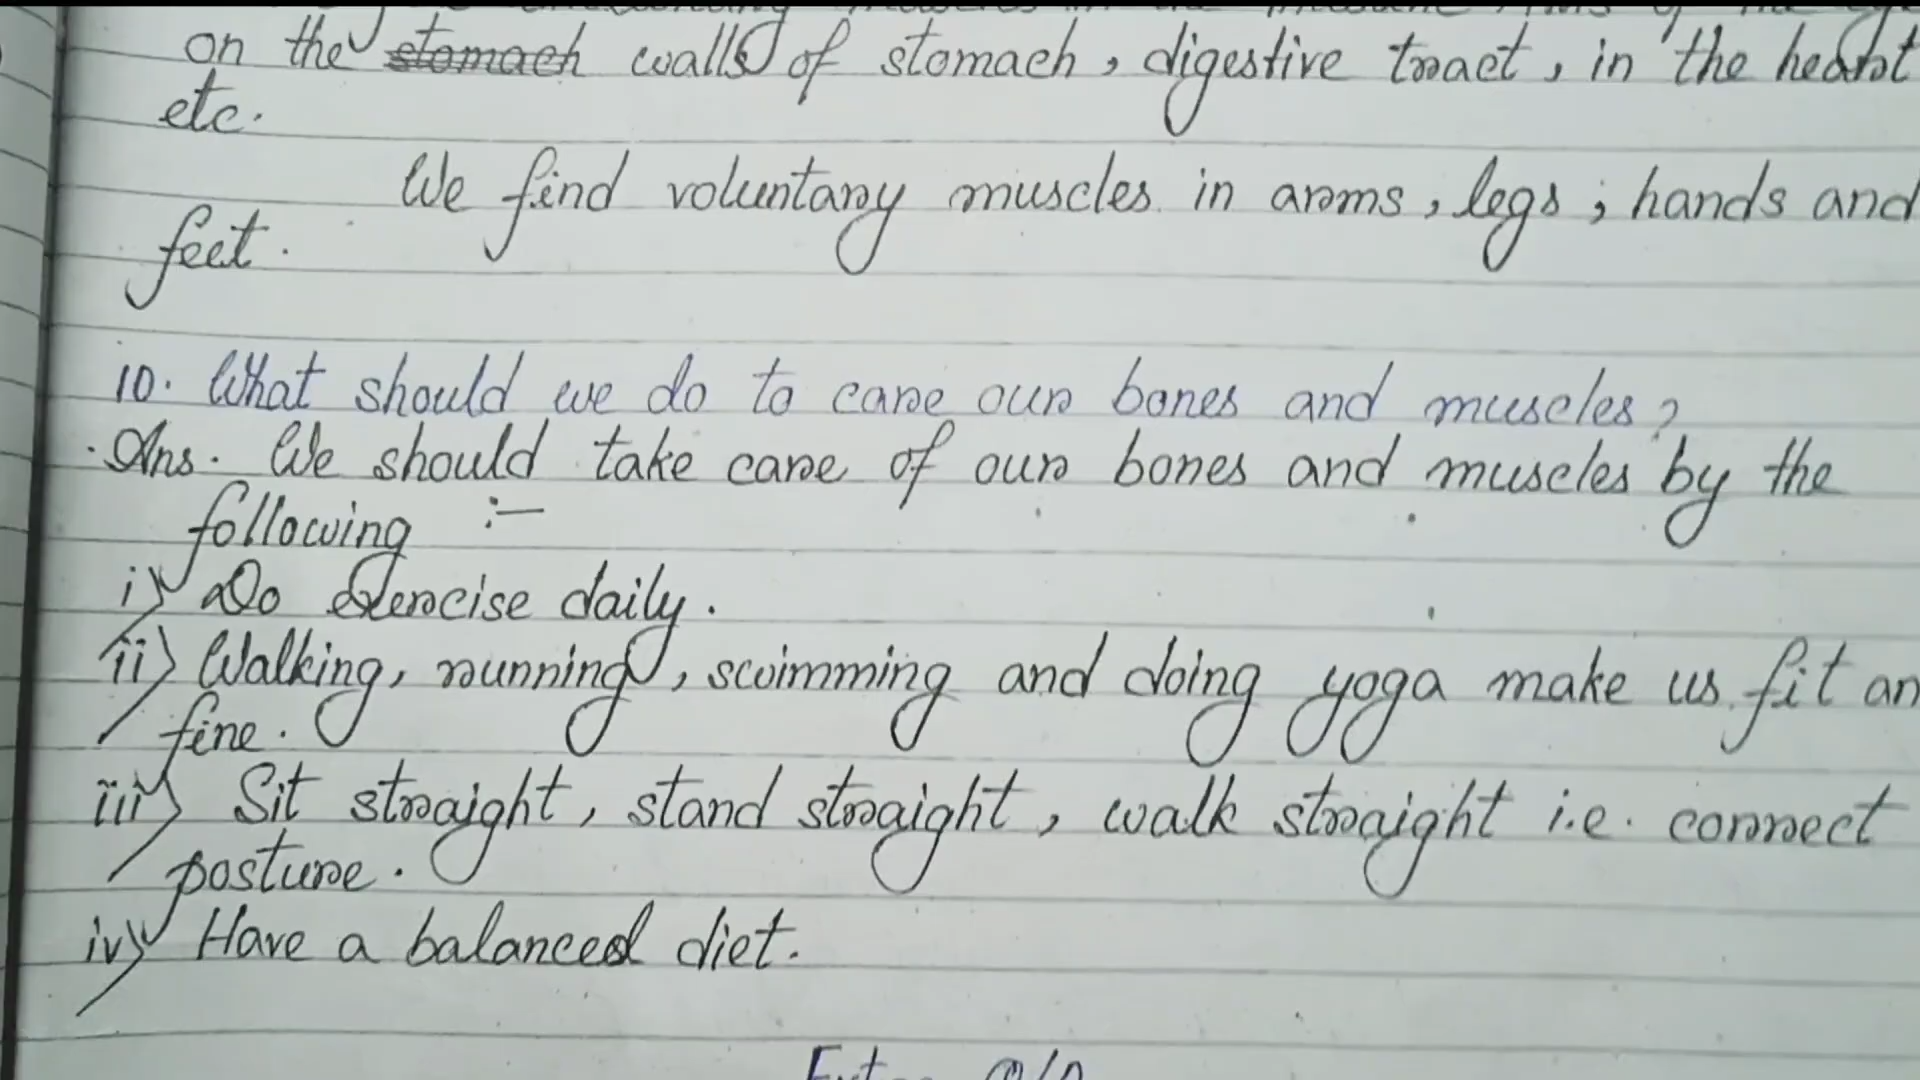 on the stomach walls of stomach, digestive tract, in the heart
etc.
We find voluntary muscles in arms, legs, hands and
feet.
10. What should we do to care our bones and muscles?
Ans. We should take care of our bones and muscles by the
following :-
i) Do Exercise daily.
ii) Walking, running, swimming and doing yoga make us fit an
fine.
iii) Sit straight, stand straight, walk straight i.e. correct
posture.
iv) Have a balanced diet.